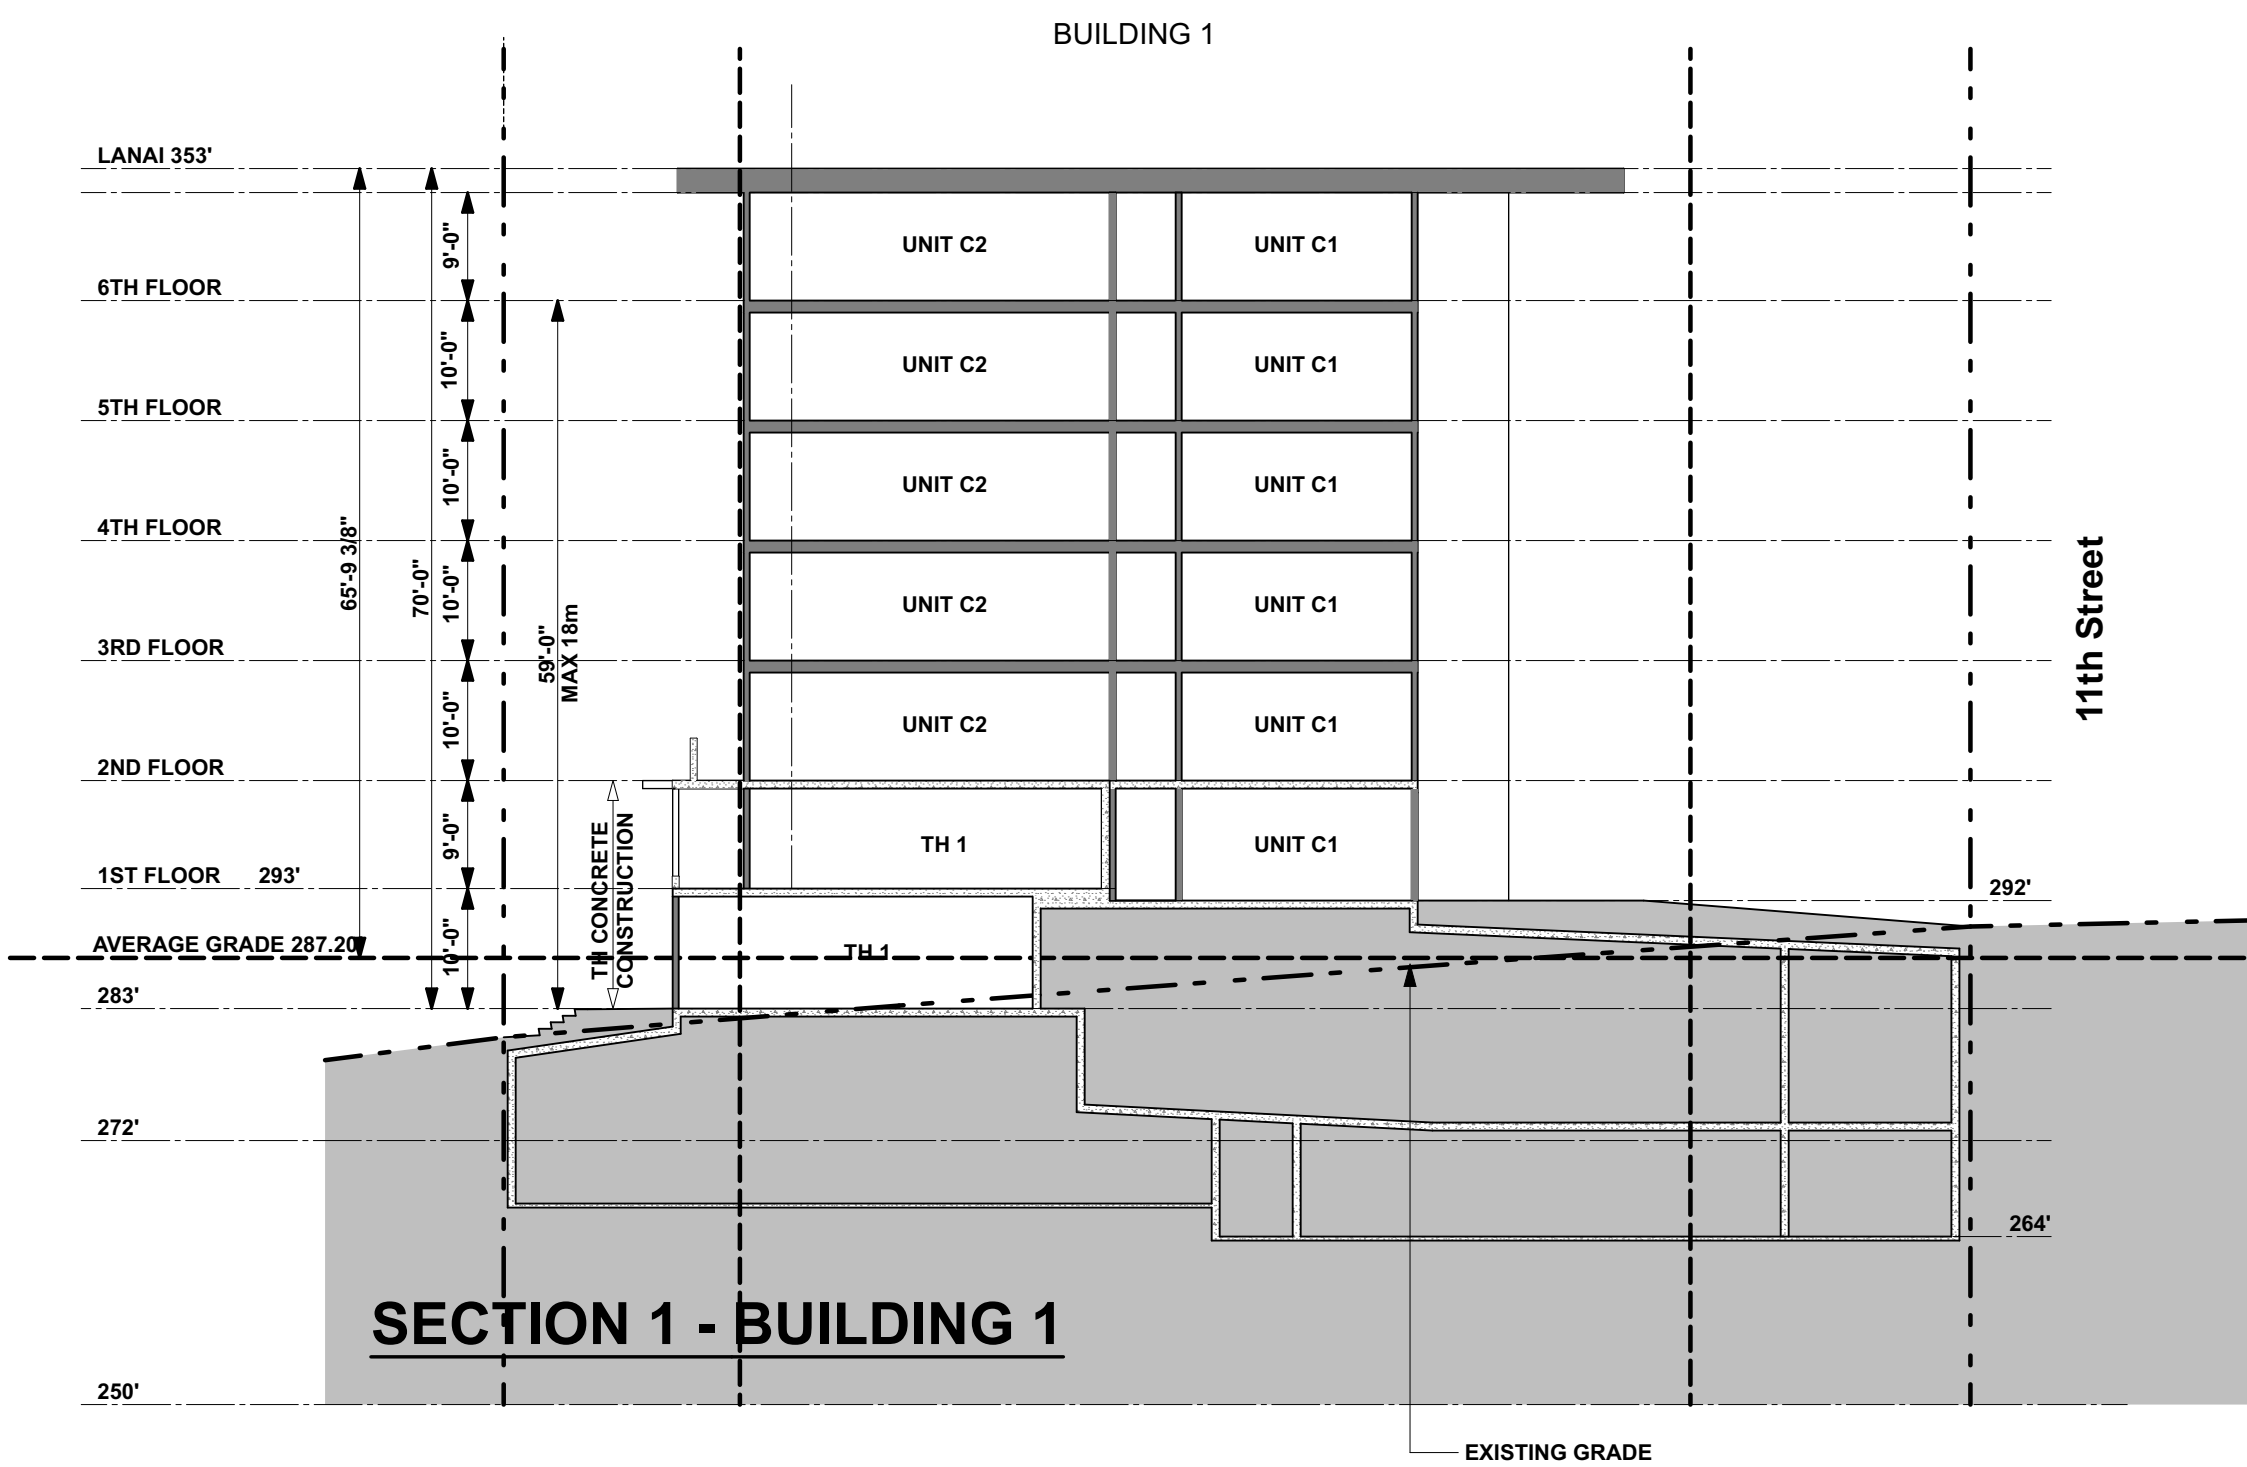 BUILDING 1
LANAI 353'
9'-0"
UNIT C2
UNIT C1
6TH FLOOR
10'-0"
UNIT C2
UNIT C1
5TH FLOOR
10'-0"
UNIT C2
UNIT C1
4TH FLOOR
65'-9 3/8"
70'-0"
10'-0"
UNIT C2
UNIT C1
11th Street
3RD FLOOR
59'-0"
MAX 18m
10'-0"
UNIT C2
UNIT C1
2ND FLOOR
9'-0"
TH CONCRETE
CONSTRUCTION
TH 1
UNIT C1
1ST FLOOR 293'
292'
10'-0"
AVERAGE GRADE 287.20'
TH 1
283'
272'
264'
SECTION 1 - BUILDING 1
250'
EXISTING GRADE